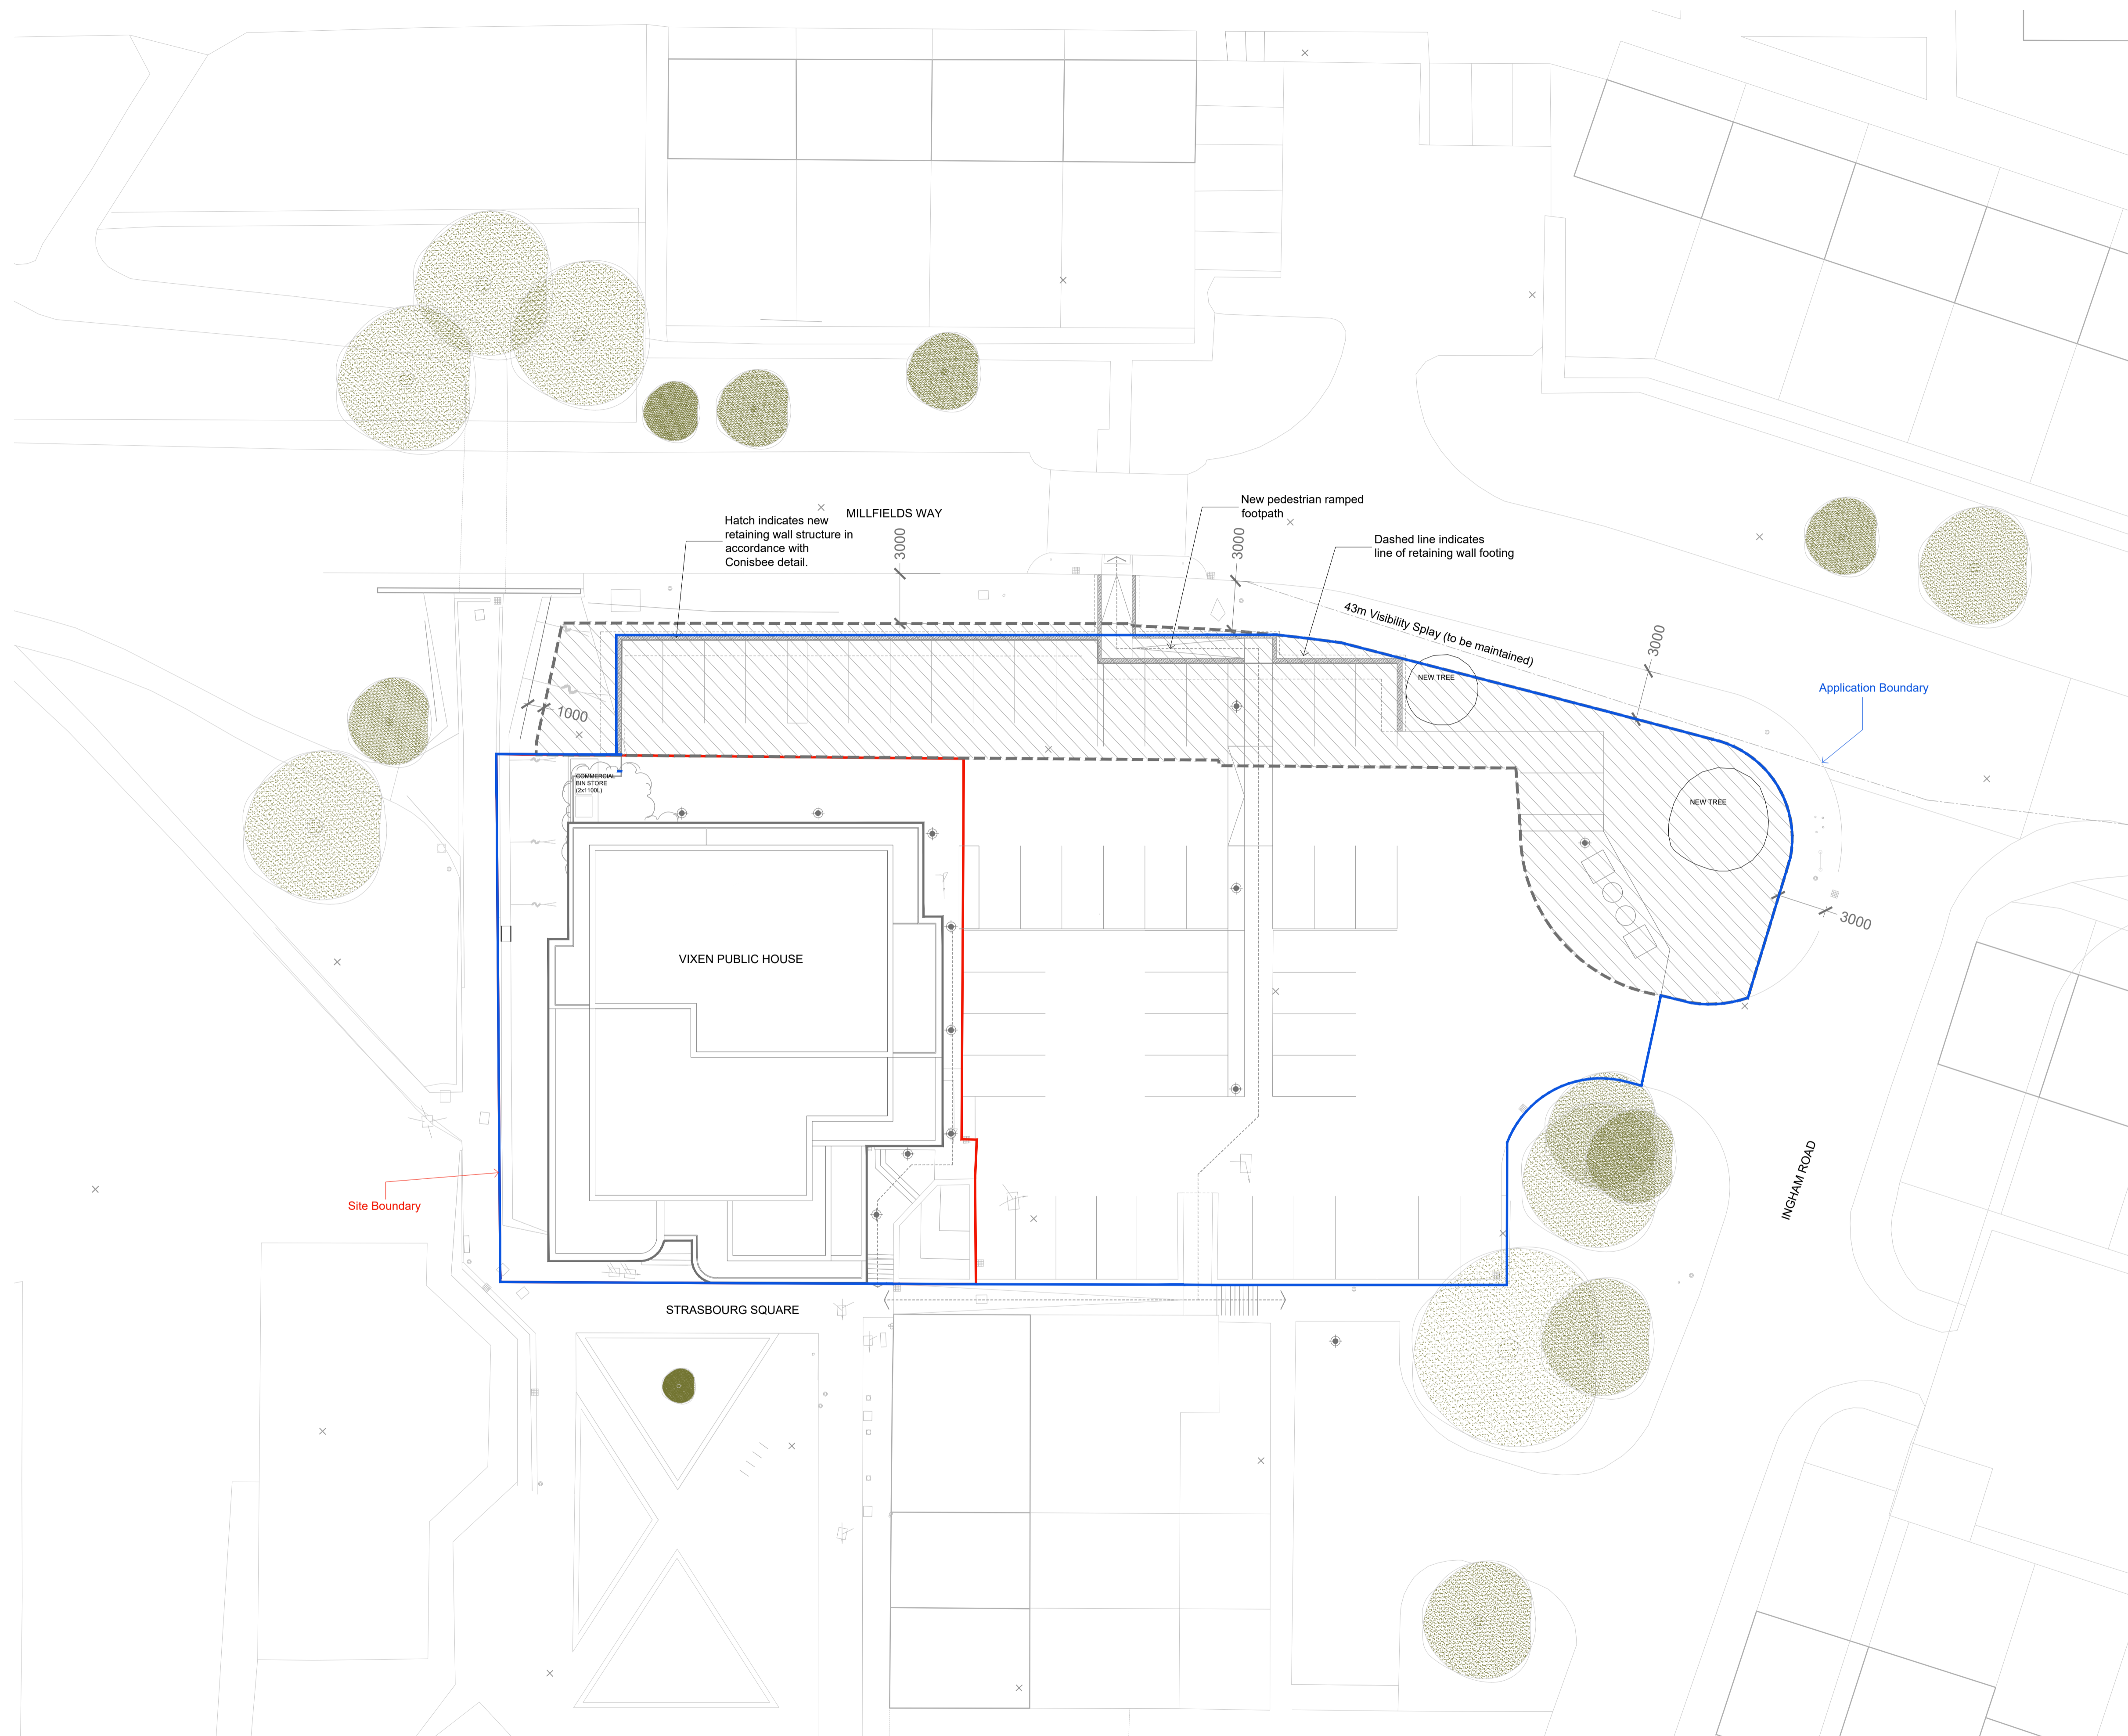 New pedestrian ramped
footpath
MILLFIELDS WAY
Hatch indicates new
retaining wall structure in
accordance with
Conisbee detail.
3000
3000
Dashed line indicates
line of retaining wall footing
43m Visibility Splay (to be maintained)
3000
NEW TREE
Application Boundary
1000
COMMERCIAL
BIN STORE
(2x1100L)
NEW TREE
3000
VIXEN PUBLIC HOUSE
INGHAM ROAD
Site Boundary
STRASBOURG SQUARE